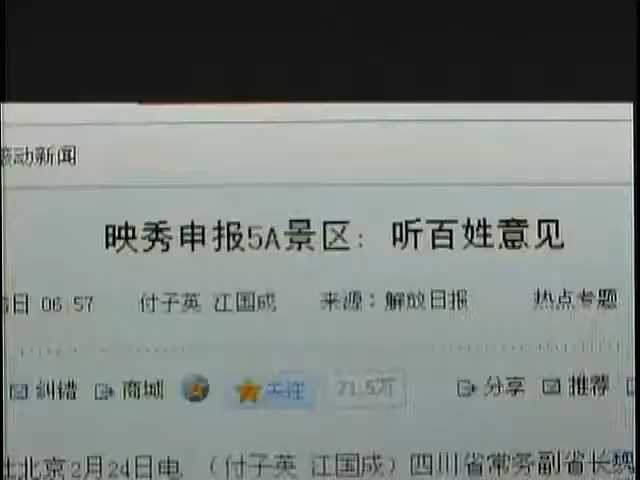 滚动新闻
映秀申报5A景区：听百姓意见
日 06:57 付子英 江国成 来源：解放日报 热点专题
纠错 商城 关注 71.5万 分享 推荐
社北京2月24日电 （付子英 江国成）四川省常务副省长魏